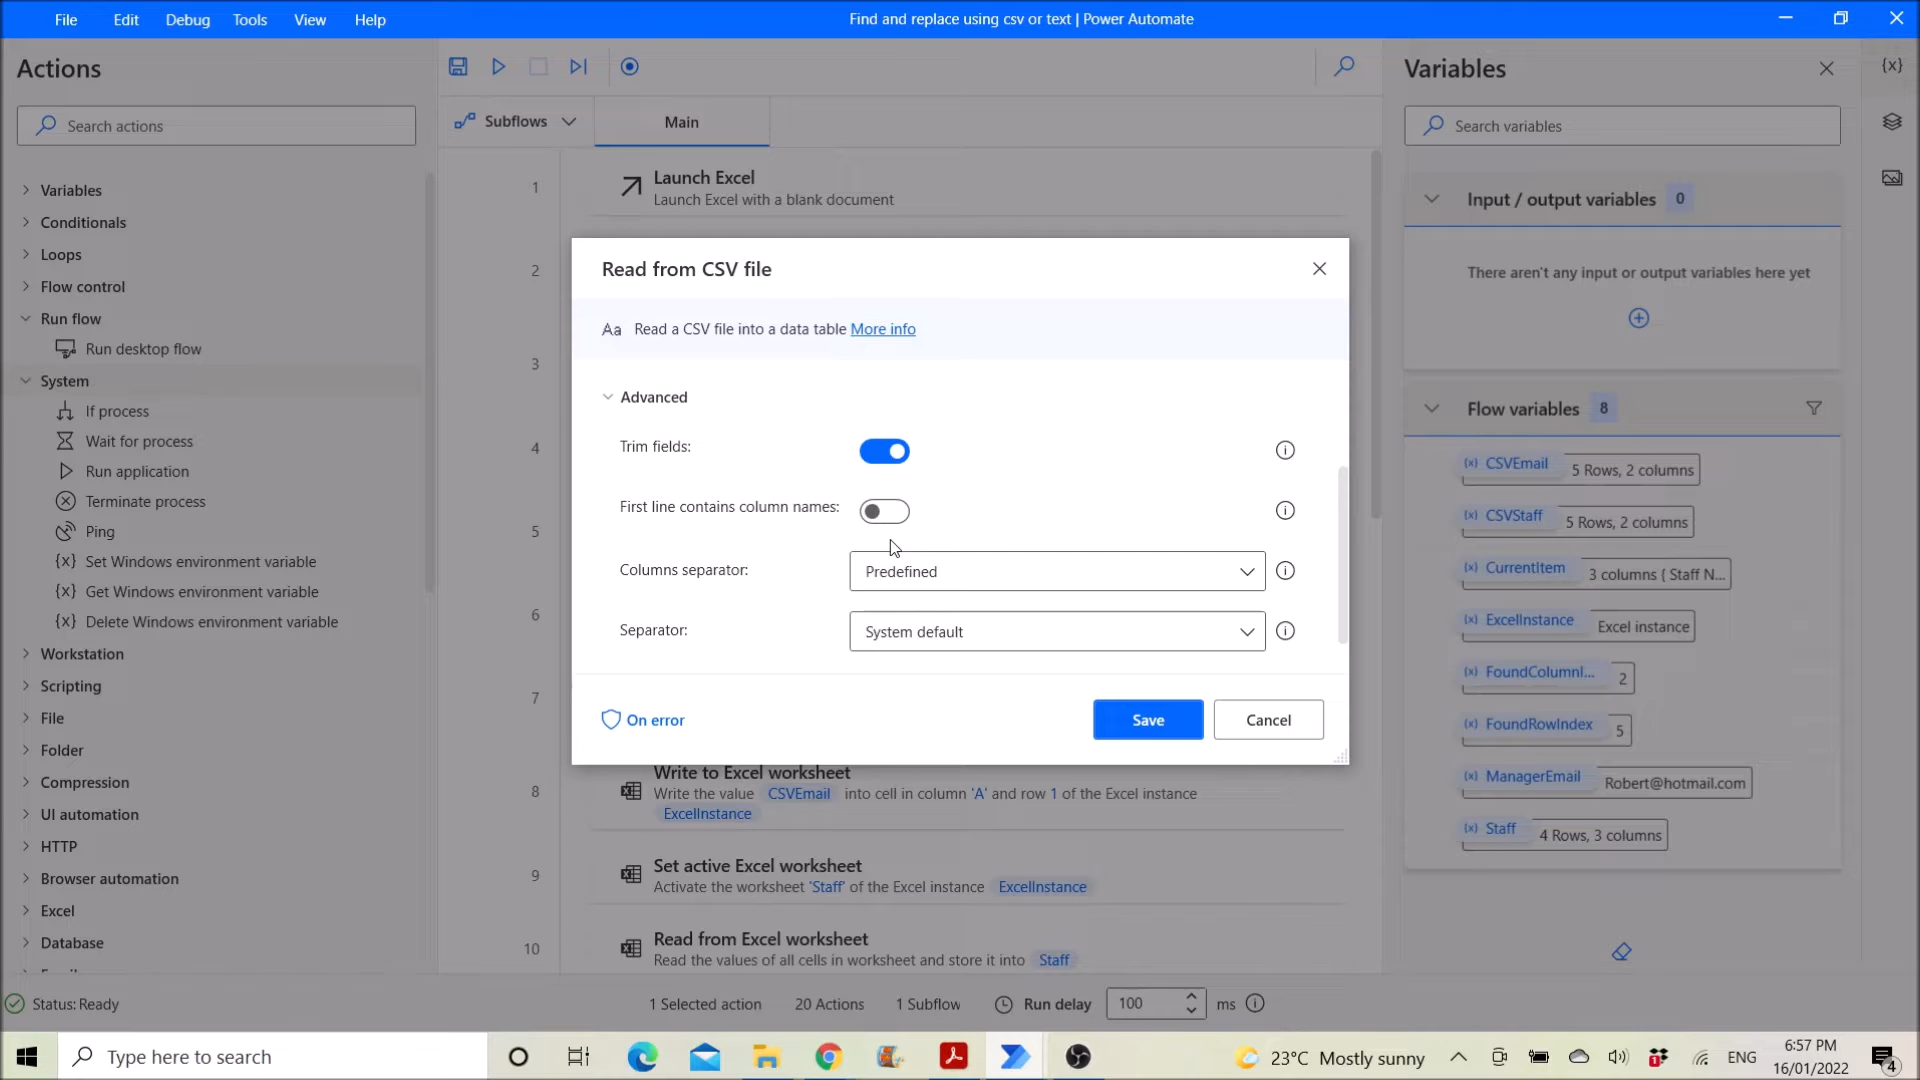 File Edit Debug Tools View Help
Find and replace using csv or text | Power Automate
Actions
Search actions
Variables
Conditionals
Loops
Flow control
Run flow
Run desktop flow
System
If process
Wait for process
Run application
Terminate process
Ping
Set Windows environment variable
Get Windows environment variable
Delete Windows environment variable
Workstation
Scripting
File
Folder
Compression
UI automation
HTTP
Browser automation
Excel
Database
Subflows
Main
1
Launch Excel
Launch Excel with a blank document
2
3
4
5
6
7
Read from CSV file
Aa Read a CSV file into a data table More info
Advanced
Trim fields:
First line contains column names:
Columns separator:
Predefined
Separator:
System default
On error
Save
Cancel
8
Write to Excel worksheet
Write the value CSVEmail into cell in column 'A' and row 1 of the Excel instance
ExcelInstance
9
Set active Excel worksheet
Activate the worksheet 'Staff' of the Excel instance ExcelInstance
10
Read from Excel worksheet
Read the values of all cells in worksheet and store it into Staff
Variables
{x}
Search variables
Input / output variables 0
There aren't any input or output variables here yet
Flow variables 8
(x) CSVEmail 5 Rows, 2 columns
(x) CSVStaff 5 Rows, 2 columns
(x) CurrentItem 3 columns { Staff N...
(x) ExcelInstance Excel instance
(x) FoundColumnI... 2
(x) FoundRowIndex 5
(x) ManagerEmail Robert@hotmail.com
(x) Staff 4 Rows, 3 columns
Status: Ready
1 Selected action 20 Actions 1 Subflow Run delay 100 ms
Type here to search
23°C Mostly sunny
ENG
6:57 PM
16/01/2022
4